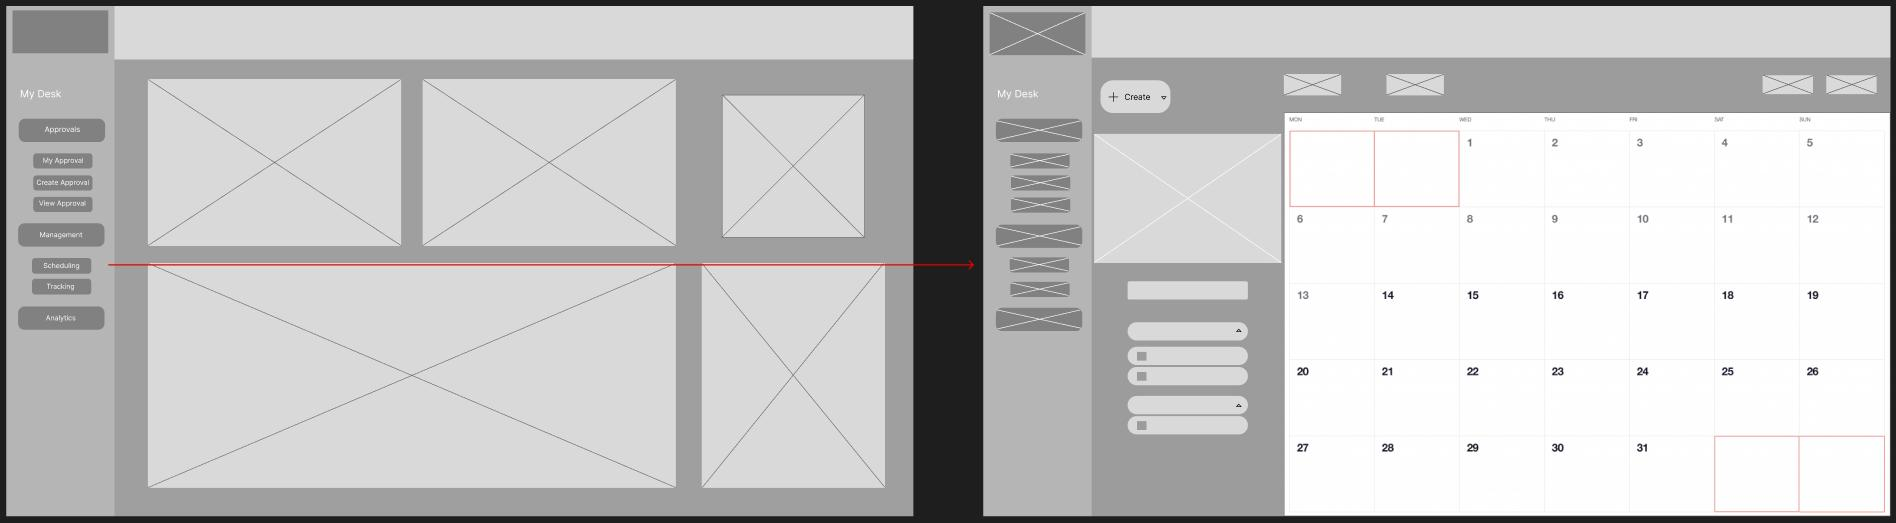 My Desk
Approvals
My Approval
Create Approval
View Approval
Management
Scheduling
Tracking
Analytics
My Desk
+ Create
MON TUE WED THU FRI SAT SUN
1 2 3 4 5
6 7 8 9 10 11 12
13 14 15 16 17 18 19
20 21 22 23 24 25 26
27 28 29 30 31